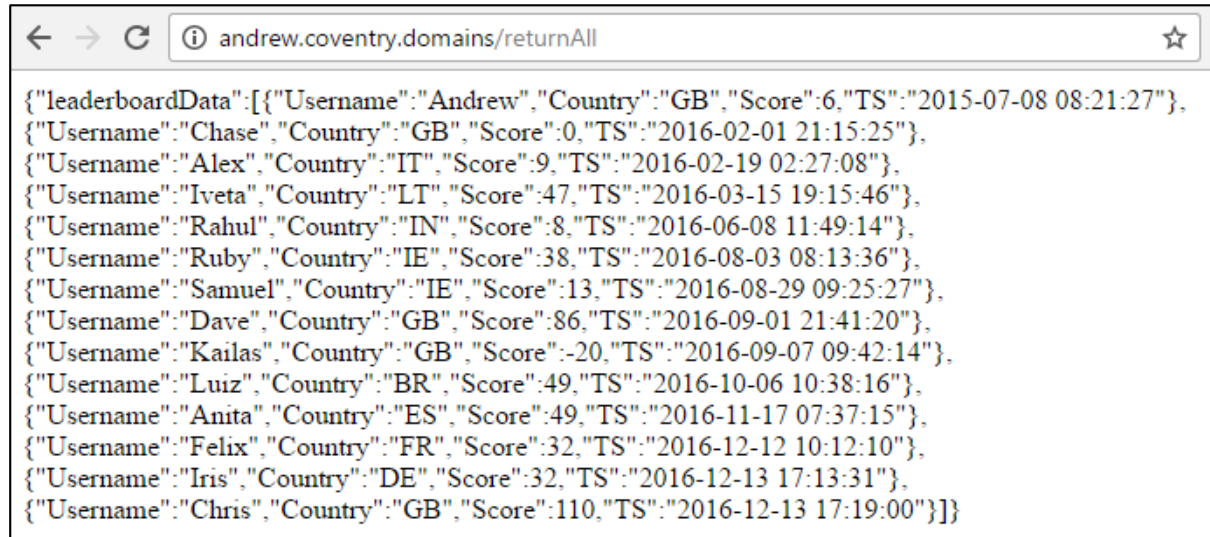 andrew.coventry.domains/returnAll
{"leaderboardData":[{"Username":"Andrew","Country":"GB","Score":6,"TS":"2015-07-08 08:21:27"},
{"Username":"Chase","Country":"GB","Score":0,"TS":"2016-02-01 21:15:25"},
{"Username":"Alex","Country":"IT","Score":9,"TS":"2016-02-19 02:27:08"},
{"Username":"Iveta","Country":"LT","Score":47,"TS":"2016-03-15 19:15:46"},
{"Username":"Rahul","Country":"IN","Score":8,"TS":"2016-06-08 11:49:14"},
{"Username":"Ruby","Country":"IE","Score":38,"TS":"2016-08-03 08:13:36"},
{"Username":"Samuel","Country":"IE","Score":13,"TS":"2016-08-29 09:25:27"},
{"Username":"Dave","Country":"GB","Score":86,"TS":"2016-09-01 21:41:20"},
{"Username":"Kailas","Country":"GB","Score":-20,"TS":"2016-09-07 09:42:14"},
{"Username":"Luiz","Country":"BR","Score":49,"TS":"2016-10-06 10:38:16"},
{"Username":"Anita","Country":"ES","Score":49,"TS":"2016-11-17 07:37:15"},
{"Username":"Felix","Country":"FR","Score":32,"TS":"2016-12-12 10:12:10"},
{"Username":"Iris","Country":"DE","Score":32,"TS":"2016-12-13 17:13:31"},
{"Username":"Chris","Country":"GB","Score":110,"TS":"2016-12-13 17:19:00"}]}